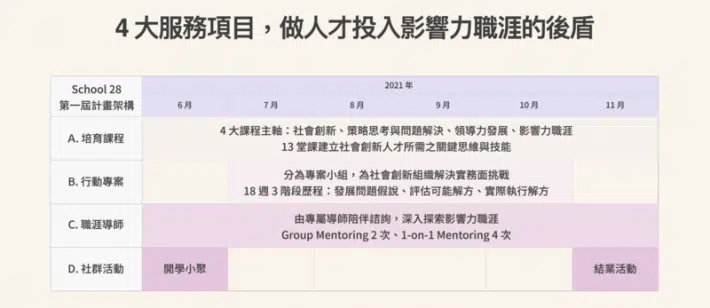 4 大服務項目，做人才投入影響力職涯的後盾
School 28
第一屆計畫架構
2021 年
6 月
7 月
8 月
9 月
10 月
11 月
A. 培育課程
4 大課程主軸：社會創新、策略思考與問題解決、領導力發展、影響力職涯
13 堂課建立社會創新人才所需之關鍵思維與技能
B. 行動專案
分為專案小組，為社會創新組織解決實務面挑戰
18 週 3 階段歷程：發展問題假說、評估可能解方、實際執行解方
C. 職涯導師
由專屬導師陪伴諮詢，深入探索影響力職涯
Group Mentoring 2 次、1-on-1 Mentoring 4 次
D. 社群活動
開學小聚
結業活動